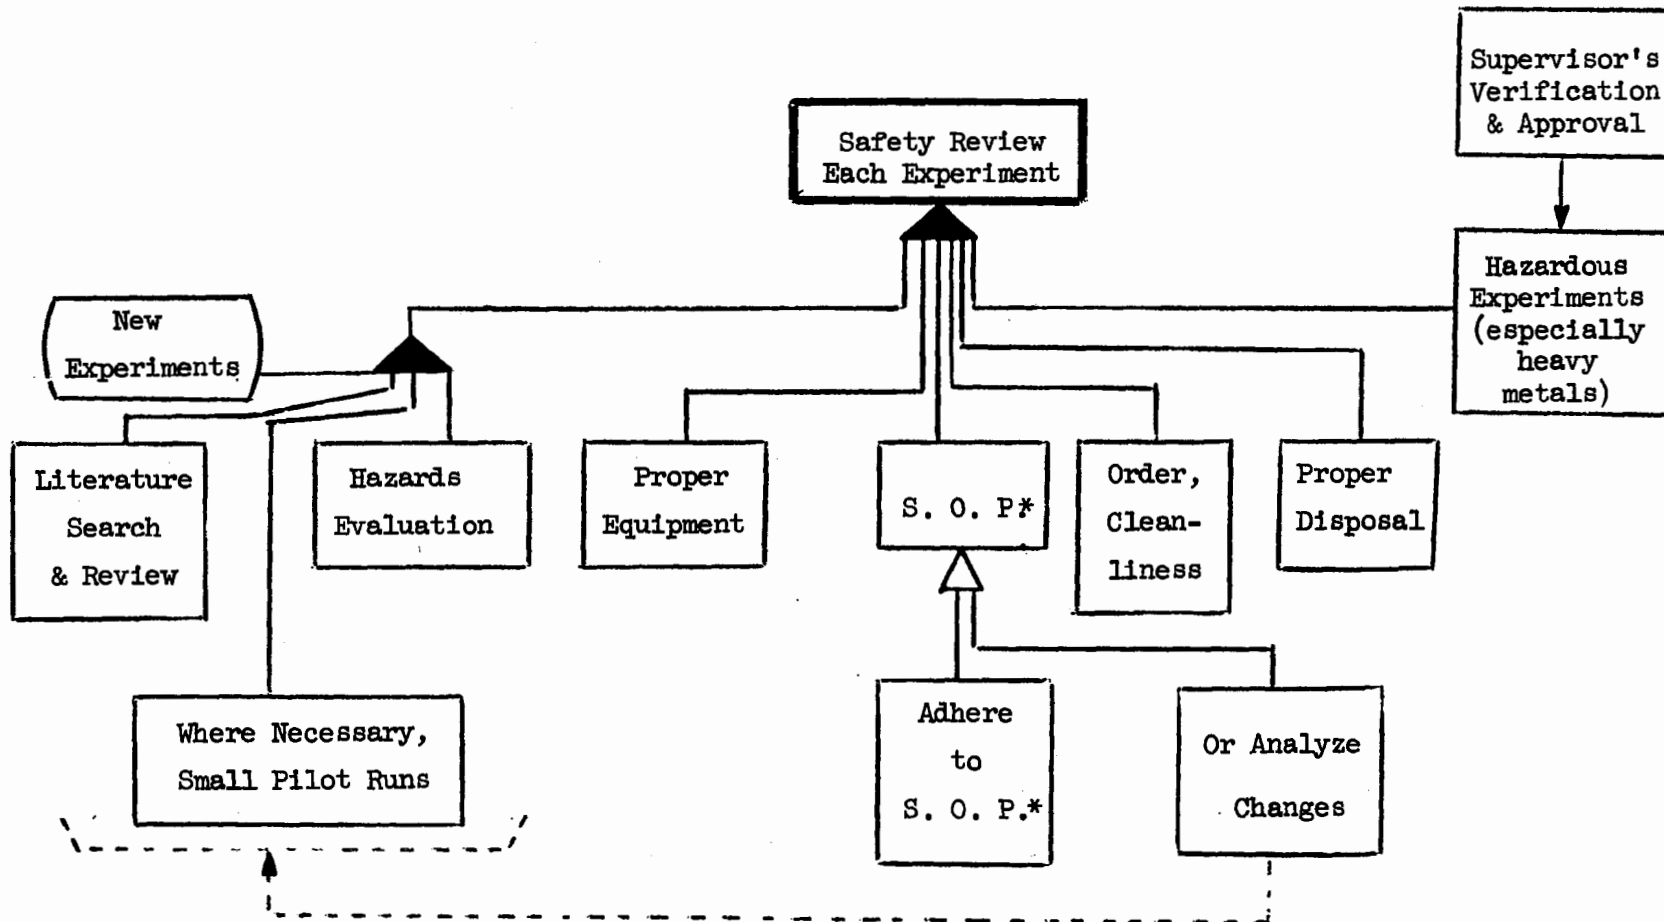 Supervisor's
Verification
& Approval
Safety Review
Each Experiment
Hazardous
Experiments
(especially
heavy
metals)
New
Experiments
Literature
Search
& Review
Hazards
Evaluation
Proper
Equipment
S. O. P.*
Order,
Clean-
liness
Proper
Disposal
Where Necessary,
Small Pilot Runs
Adhere
to
S. O. P.*
Or Analyze
Changes